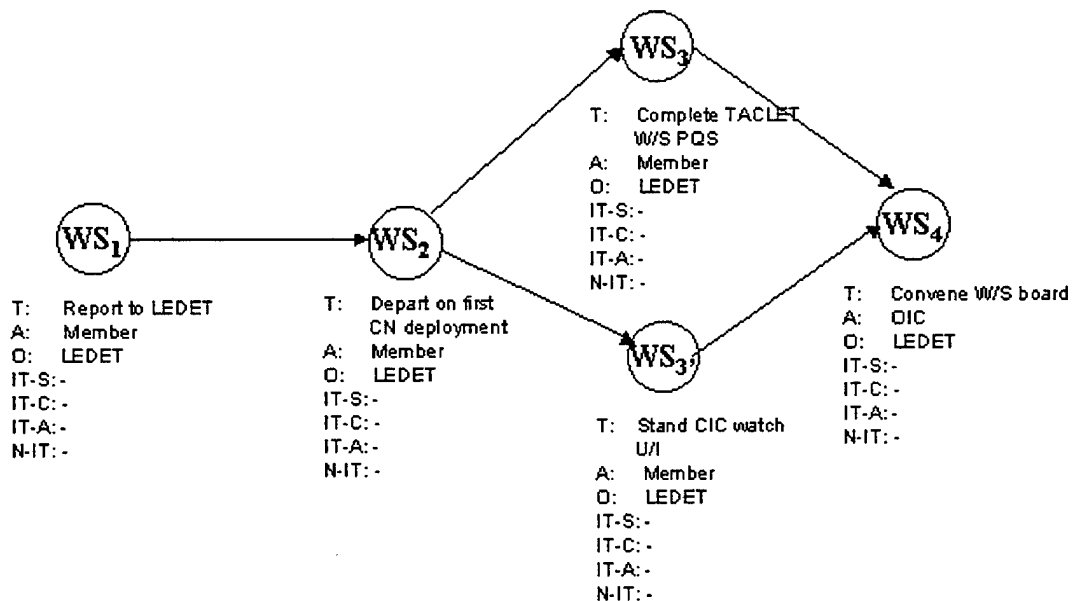 WS1
T: Report to LEDET
A: Member
O: LEDET
IT-S:-
IT-C:-
IT-A:-
N-IT:-
WS2
T: Depart on first
CN deployment
A: Member
O: LEDET
IT-S:-
IT-C:-
IT-A:-
N-IT:-
WS3
T: Complete TACLET
W/S PQS
A: Member
O: LEDET
IT-S:-
IT-C:-
IT-A:-
N-IT:-
WS3'
T: Stand CIC watch
U/I
A: Member
O: LEDET
IT-S:-
IT-C:-
IT-A:-
N-IT:-
WS4
T: Convene W/S board
A: OIC
O: LEDET
IT-S:-
IT-C:-
IT-A:-
N-IT:-